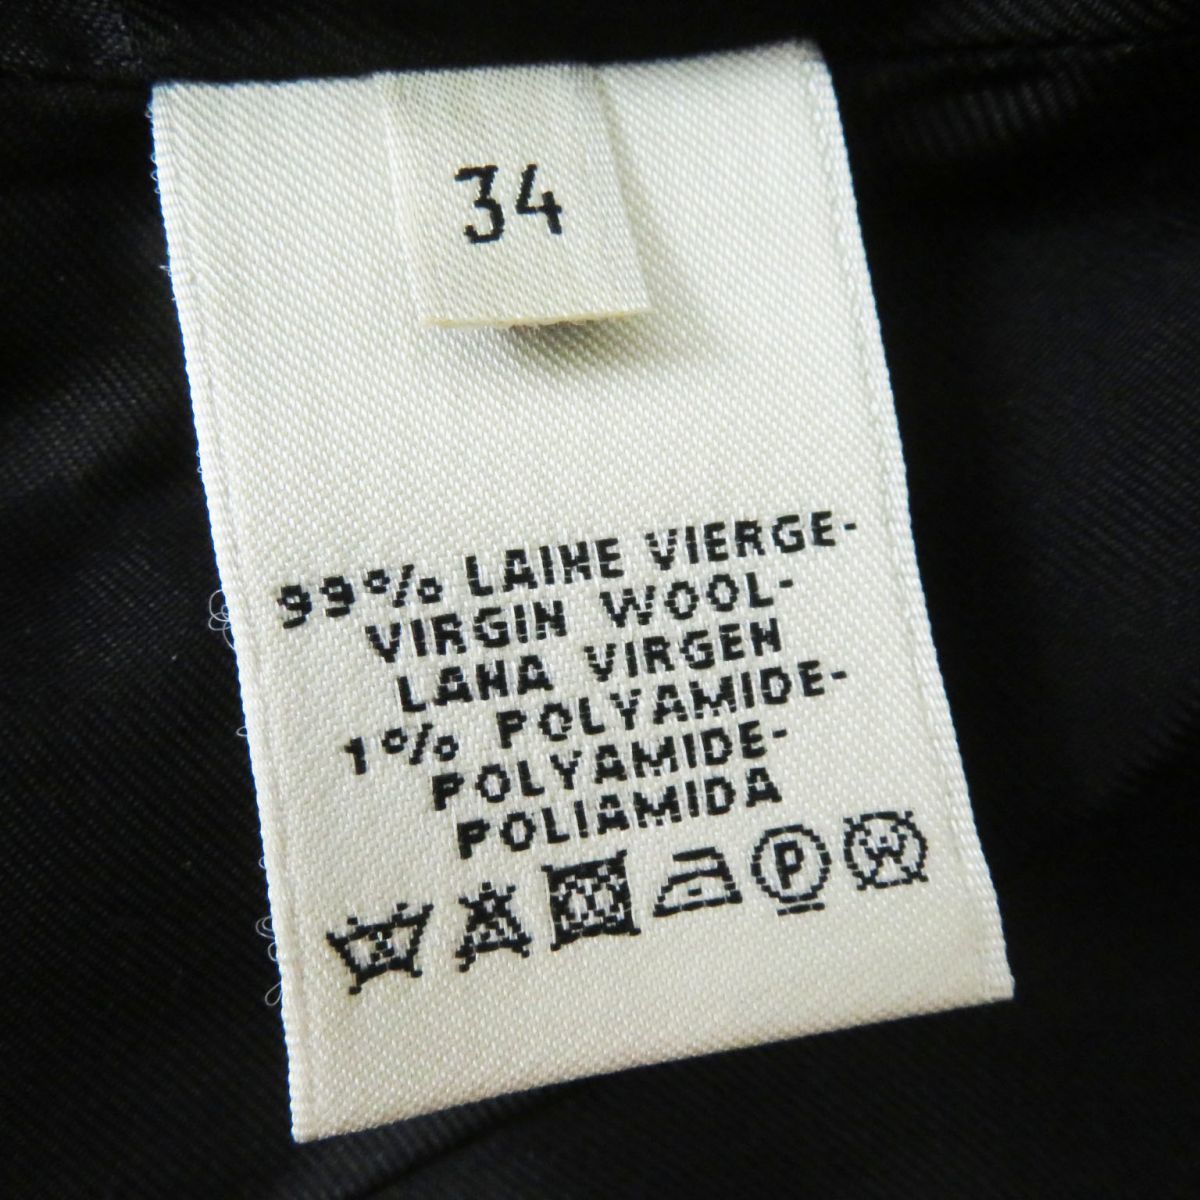 34
99% LAINE VIERGE-
VIRGIN WOOL-
LANA VIRGEN
1% POLYAMIDE-
POLYAMIDE-
POLIAMIDA
P W